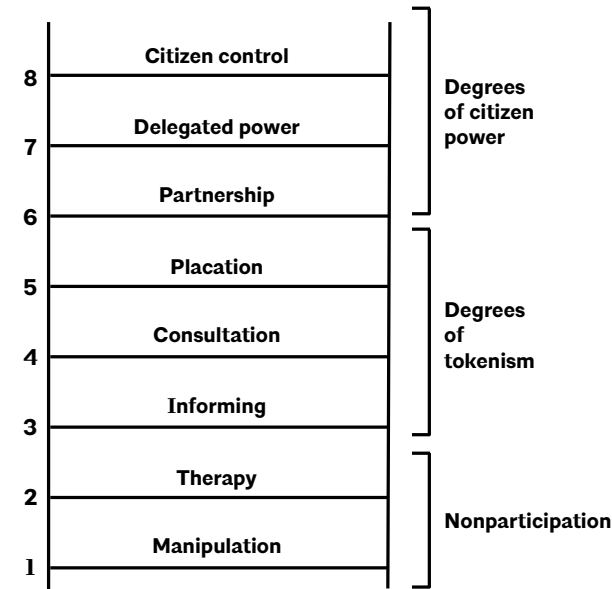 Citizen control
8
Delegated power
7
Partnership
6
Placation
5
Consultation
4
Informing
3
Therapy
2
Manipulation
1
Degrees
of citizen
power
Degrees
of
tokenism
Nonparticipation